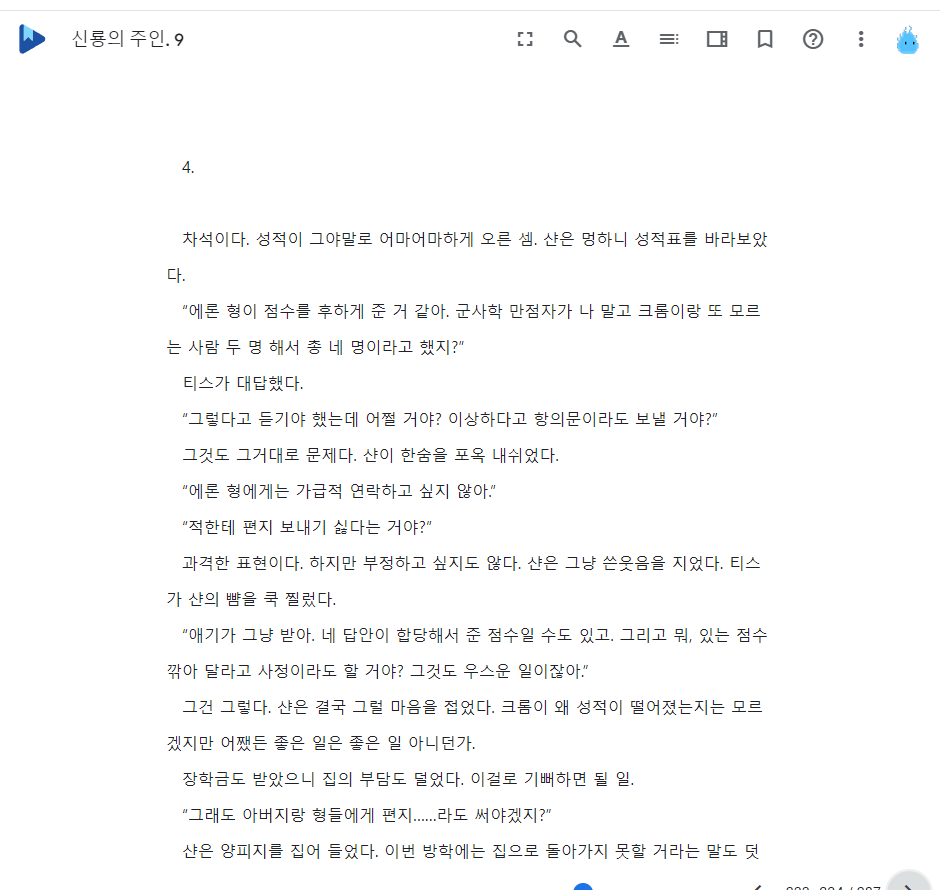 신룡의 주인. 9
4.
차석이다. 성적이 그야말로 어마어마하게 오른 셈. 샨은 멍하니 성적표를 바라보았
다.
“에론 형이 점수를 후하게 준 거 같아. 군사학 만점자가 나 말고 크롬이랑 또 모르
는 사람 두 명 해서 총 네 명이라고 했지?”
티스가 대답했다.
“그렇다고 듣기야 했는데 어쩔 거야? 이상하다고 항의문이라도 보낼 거야?”
그것도 그거대로 문제다. 샨이 한숨을 포옥 내쉬었다.
“에론 형에게는 가급적 연락하고 싶지 않아.”
“적한테 편지 보내기 싫다는 거야?”
과격한 표현이다. 하지만 부정하고 싶지도 않다. 샨은 그냥 쓴웃음을 지었다. 티스
가 샨의 뺨을 쿡 찔렀다.
“애기가 그냥 받아. 네 답안이 합당해서 준 점수일 수도 있고. 그리고 뭐, 있는 점수
깎아 달라고 사정이라도 할 거야? 그것도 우스운 일이잖아.”
그건 그렇다. 샨은 결국 그럴 마음을 접었다. 크롬이 왜 성적이 떨어졌는지는 모르
겠지만 어쨌든 좋은 일은 좋은 일 아니던가.
장학금도 받았으니 집의 부담도 덜었다. 이걸로 기뻐하면 될 일.
“그래도 아버지랑 형들에게 편지……라도 써야겠지?”
샨은 양피지를 집어 들었다. 이번 방학에는 집으로 돌아가지 못할 거라는 말도 덧